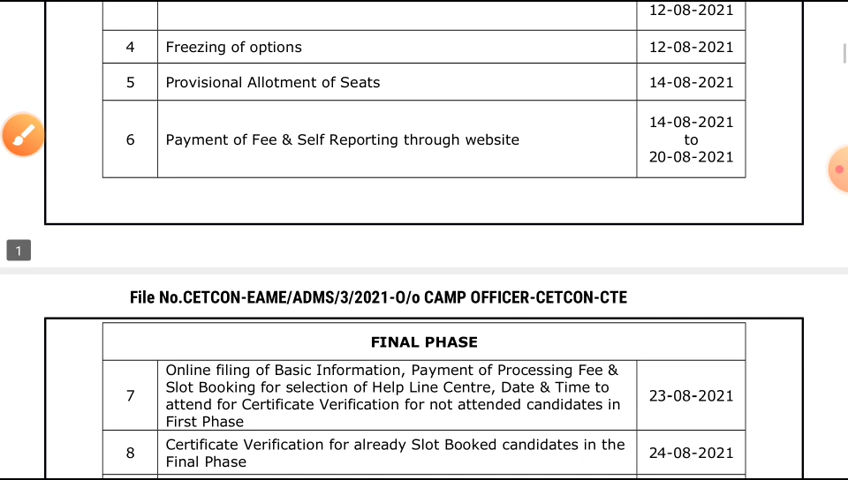 12-08-2021
4 Freezing of options 12-08-2021
5 Provisional Allotment of Seats 14-08-2021
6 Payment of Fee & Self Reporting through website 14-08-2021
to
20-08-2021
1
File No.CETCON-EAME/ADMS/3/2021-O/o CAMP OFFICER-CETCON-CTE
FINAL PHASE
7 Online filing of Basic Information, Payment of Processing Fee &
Slot Booking for selection of Help Line Centre, Date & Time to
attend for Certificate Verification for not attended candidates in
First Phase
23-08-2021
8 Certificate Verification for already Slot Booked candidates in the
Final Phase
24-08-2021